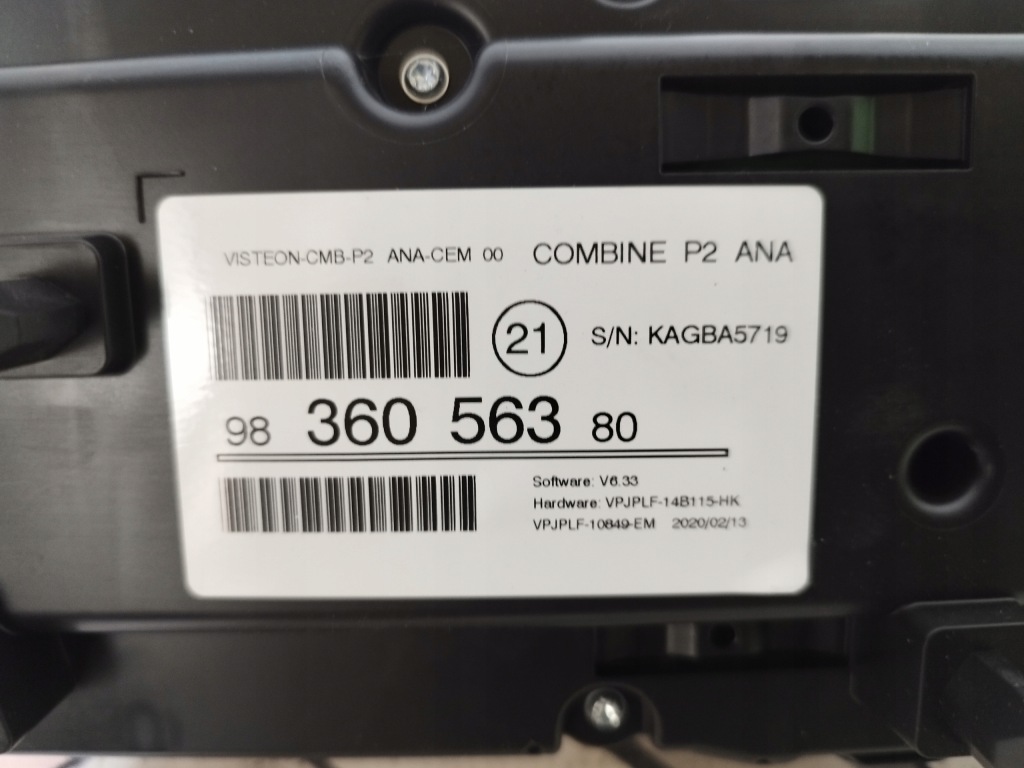 VISTEON-CMB-P2 ANA-CEM 00 COMBINE P2 ANA
21 S/N: KAGBA5719
98 360 563 80
Software: V6.33
Hardware: VPJPLF-14B115-HK
VPJPLF-10849-EM 2020/02/13